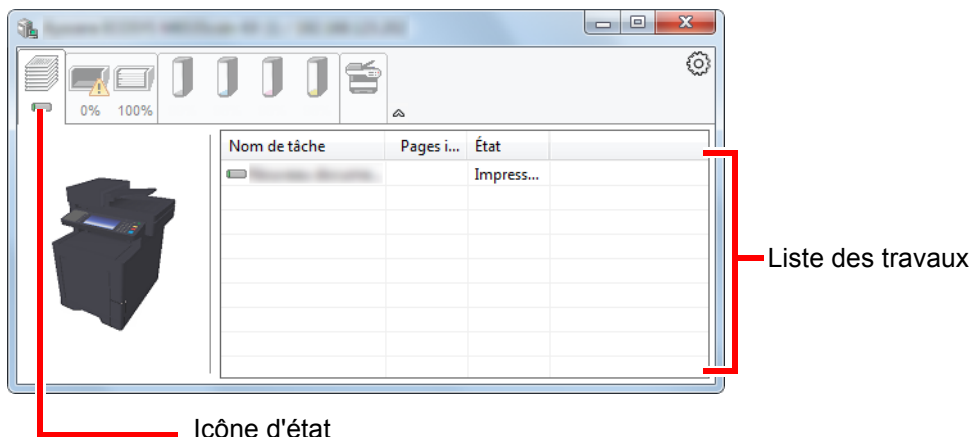 0% 100%
Nom de tâche Pages i... État
Impress...
Liste des travaux
Icône d'état